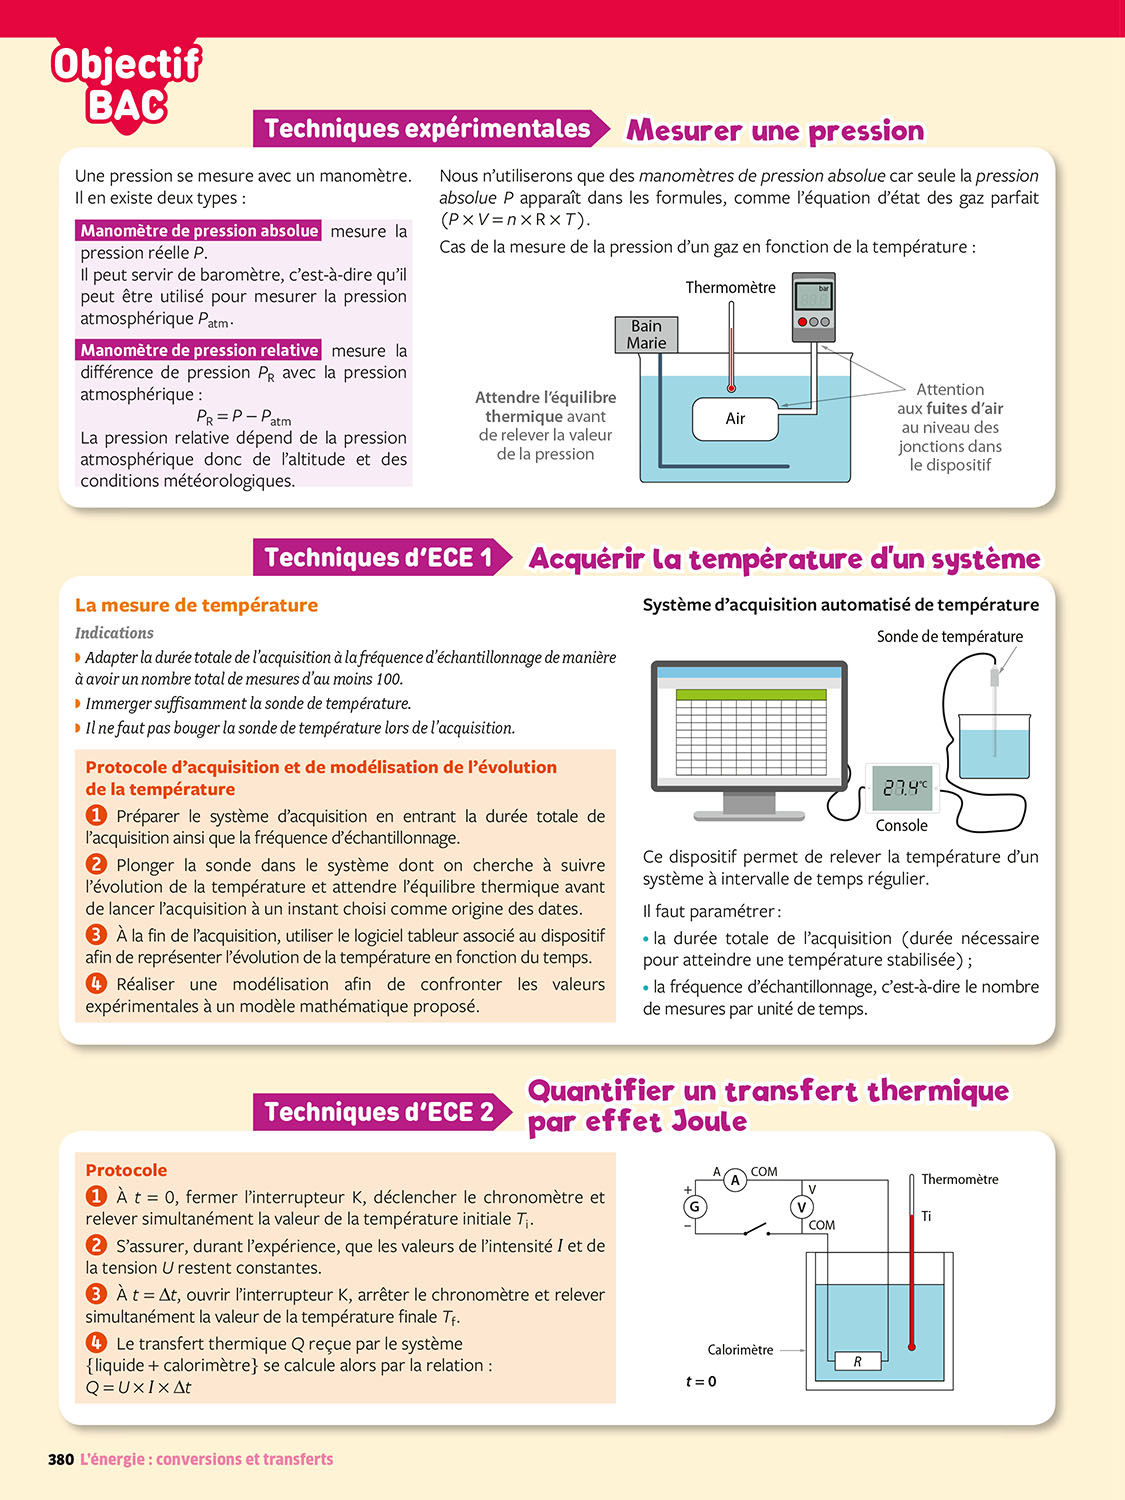 Objectif
BAC
Techniques expérimentales
Mesurer une pression
Une pression se mesure avec un manomètre.
Il en existe deux types :
Manomètre de pression absolue mesure la
pression réelle P.
Il peut servir de baromètre, c’est-à-dire qu’il
peut être utilisé pour mesurer la pression
atmosphérique Patm.
Manomètre de pression relative mesure la
différence de pression PR avec la pression
atmosphérique :
PR = P − Patm
La pression relative dépend de la pression
atmosphérique donc de l’altitude et des
conditions météorologiques.
Nous n’utiliserons que des manomètres de pression absolue car seule la pression
absolue P apparaît dans les formules, comme l’équation d’état des gaz parfait
(P × V = n × R × T).
Cas de la mesure de la pression d’un gaz en fonction de la température :
Thermomètre
bar
Bain
Marie
Air
Attendre l’équilibre
thermique avant
de relever la valeur
de la pression
Attention
aux fuites d’air
au niveau des
jonctions dans
le dispositif
Techniques d’ECE 1
Acquérir la température d'un système
La mesure de température
Indications
Adapter la durée totale de l’acquisition à la fréquence d’échantillonnage de manière
à avoir un nombre total de mesures d’au moins 100.
Immerger suffisamment la sonde de température.
Il ne faut pas bouger la sonde de température lors de l’acquisition.
Protocole d’acquisition et de modélisation de l’évolution
de la température
1 Préparer le système d’acquisition en entrant la durée totale de
l’acquisition ainsi que la fréquence d’échantillonnage.
2 Plonger la sonde dans le système dont on cherche à suivre
l’évolution de la température et attendre l’équilibre thermique avant
de lancer l’acquisition à un instant choisi comme origine des dates.
3 À la fin de l’acquisition, utiliser le logiciel tableur associé au dispositif
afin de représenter l’évolution de la température en fonction du temps.
4 Réaliser une modélisation afin de confronter les valeurs
expérimentales à un modèle mathématique proposé.
Système d’acquisition automatisé de température
Sonde de température
27.4°C
Console
Ce dispositif permet de relever la température d’un
système à intervalle de temps régulier.
Il faut paramétrer :
• la durée totale de l’acquisition (durée nécessaire
pour atteindre une température stabilisée) ;
• la fréquence d’échantillonnage, c’est-à-dire le nombre
de mesures par unité de temps.
Techniques d’ECE 2
Quantifier un transfert thermique
par effet Joule
Protocole
1 À t = 0, fermer l’interrupteur K, déclencher le chronomètre et
relever simultanément la valeur de la température initiale Ti.
2 S’assurer, durant l’expérience, que les valeurs de l’intensité I et de
la tension U restent constantes.
3 À t = Δt, ouvrir l’interrupteur K, arrêter le chronomètre et relever
simultanément la valeur de la température finale Tf.
4 Le transfert thermique Q reçue par le système
{liquide + calorimètre} se calcule alors par la relation :
Q = U × I × Δt
A
A
COM
+
G
−
V
V
COM
Thermomètre
Ti
Calorimètre
R
t = 0
380 L’énergie : conversions et transferts